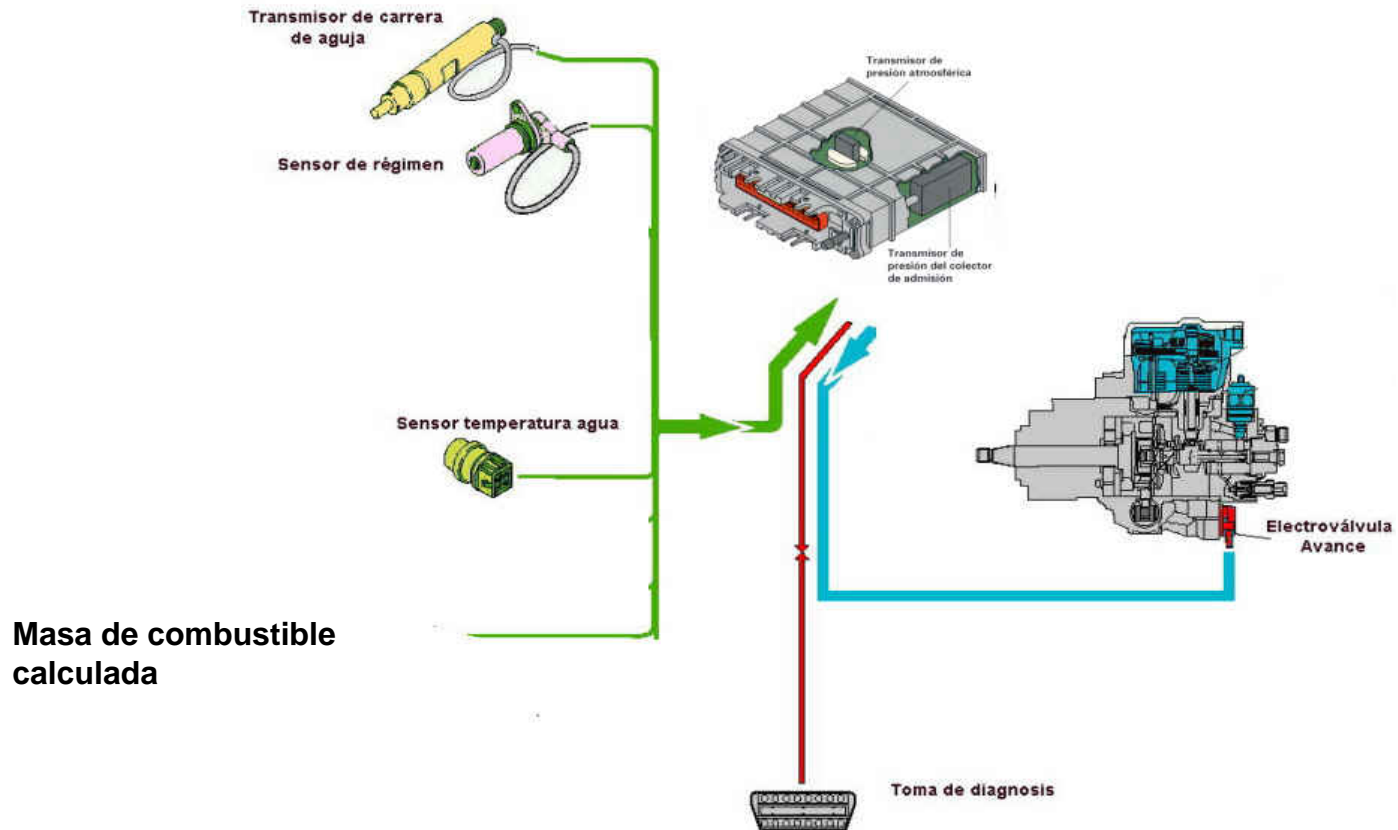 Transmisor de carrera
de aguja
Transmisor de
presión atmosférica
Sensor de régimen
Transmisor de
presión del colector
de admisión
Sensor temperatura agua
Electroválvula
Avance
Masa de combustible
calculada
Toma de diagnosis